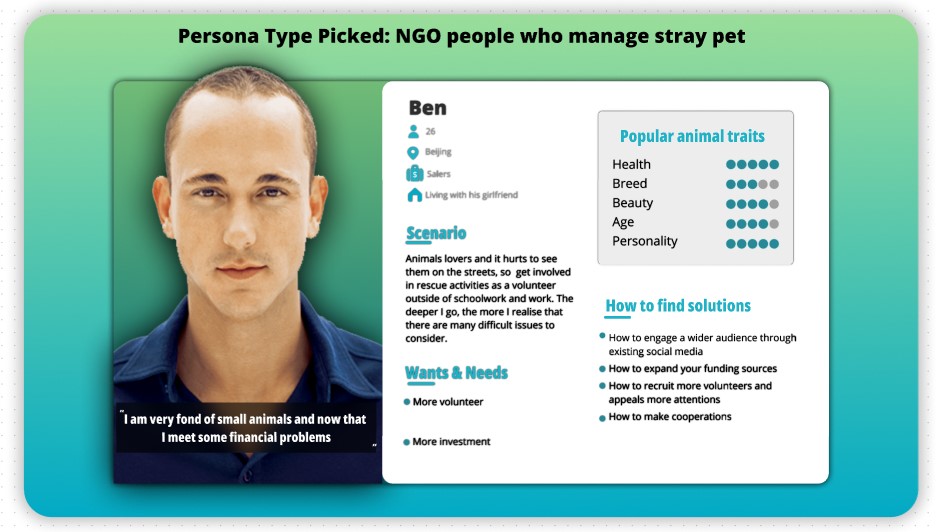 Persona Type Picked: NGO people who manage stray pet
Ben
26
Beijing
Salers
Living with his girlfriend
Scenario
Animals lovers and it hurts to see
them on the streets, so get involved
in rescue activities as a volunteer
outside of schoolwork and work. The
deeper I go, the more I realise that
there are many difficult issues to
consider.
Wants & Needs
More volunteer
More investment
"I am very fond of small animals and now that
I meet some financial problems "
Popular animal traits
Health
Breed
Beauty
Age
Personality
How to find solutions
How to engage a wider audience through
existing social media
How to expand your funding sources
How to recruit more volunteers and
appeals more attentions
How to make cooperations